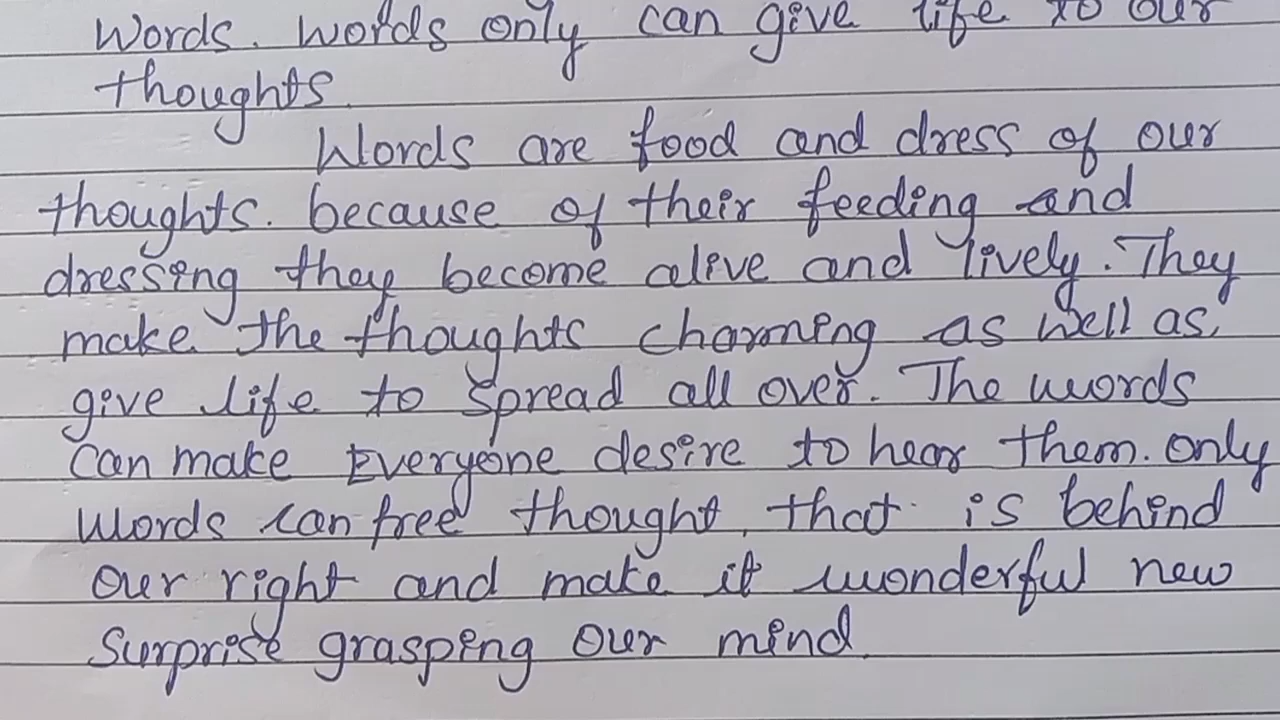 Words. Words only can give life to our
thoughts.
Words are food and dress of our
thoughts. because of their feeding and
dressing they become alive and lively. They
make the thoughts charming as well as
give life to spread all over. The words
can make Everyone desire to hear them. only
words can free thought, that is behind
our right and make it wonderful new
surprise grasping our mind.